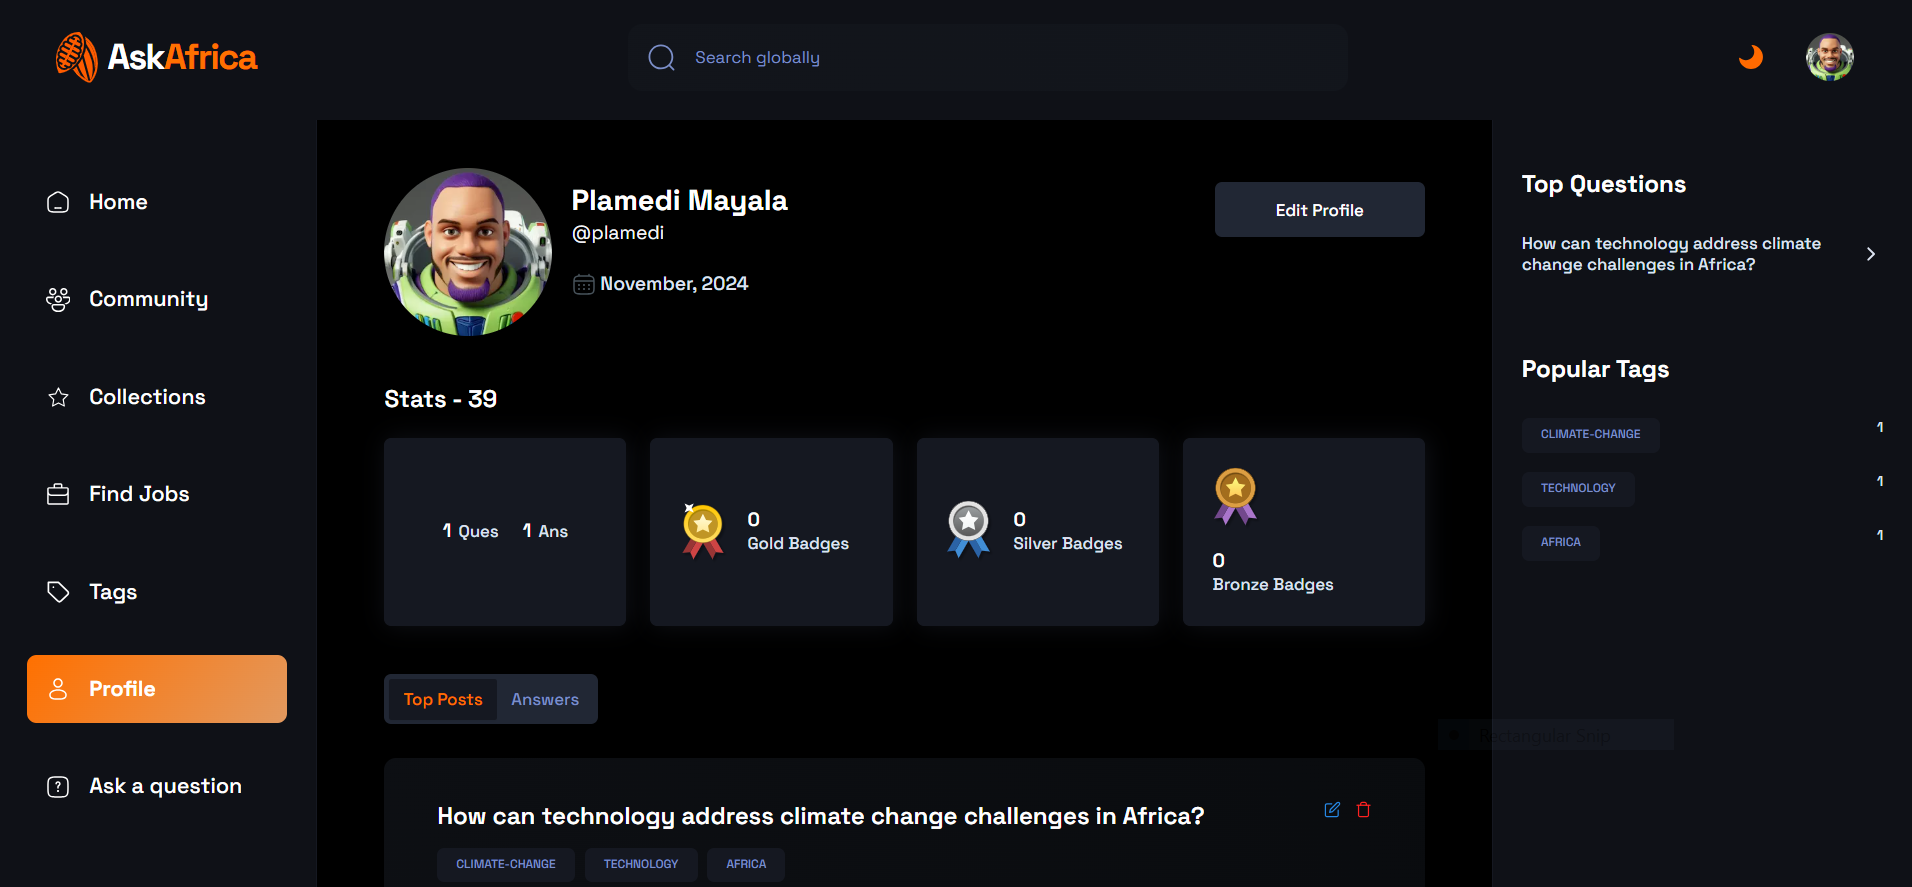 AskAfrica
Search globally
Home
Community
Collections
Find Jobs
Tags
Profile
Ask a question
Plamedi Mayala
@plamedi
November, 2024
Edit Profile
Stats - 39
1 Ques 1 Ans
0
Gold Badges
0
Silver Badges
0
Bronze Badges
Top Posts Answers
How can technology address climate change challenges in Africa?
CLIMATE-CHANGE TECHNOLOGY AFRICA
Top Questions
How can technology address climate
change challenges in Africa?
Popular Tags
CLIMATE-CHANGE 1
TECHNOLOGY 1
AFRICA 1
Rectangular Snip